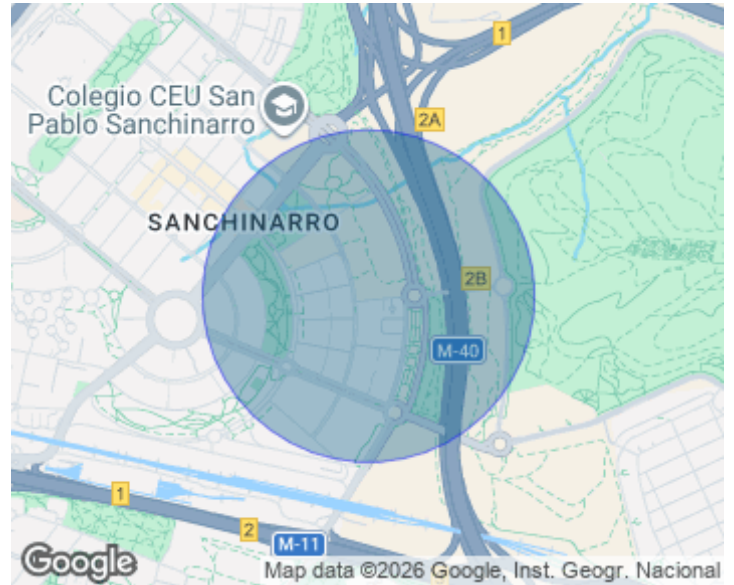 1
Colegio CEU San
Pablo Sanchinarro
2A
SANCHINARRO
2B
M-40
1
2
M-11
Google
Map data ©2026 Google, Inst. Geogr. Nacional